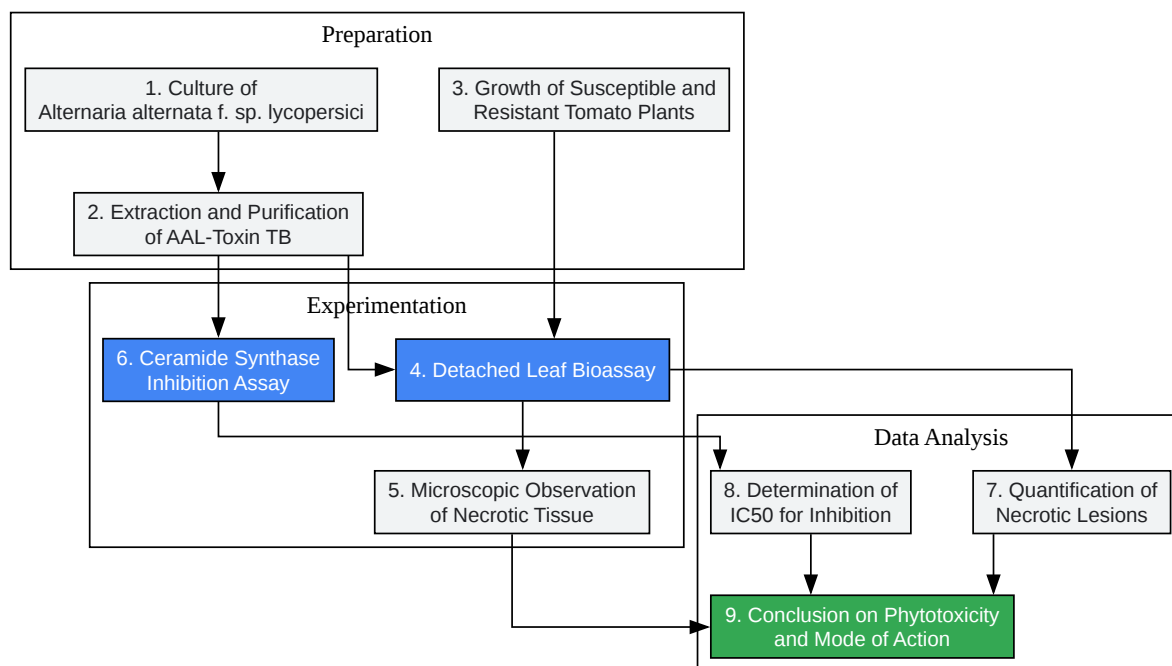 Preparation
1. Culture of
Alternaria alternata f. sp. lycopersici
3. Growth of Susceptible and
Resistant Tomato Plants
2. Extraction and Purification
of AAL-Toxin TB
Experimentation
6. Ceramide Synthase
Inhibition Assay
4. Detached Leaf Bioassay
Data Analysis
5. Microscopic Observation
of Necrotic Tissue
8. Determination of
IC50 for Inhibition
7. Quantification of
Necrotic Lesions
9. Conclusion on Phytotoxicity
and Mode of Action